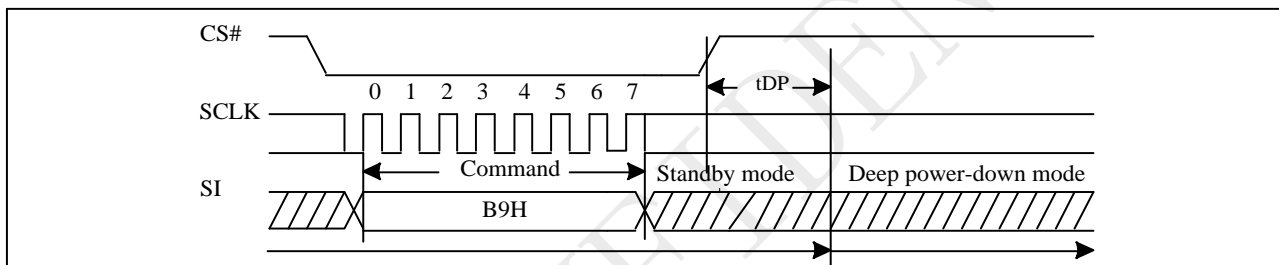 CS#
tDP
0 1 2 3 4 5 6 7
SCLK
Command
Standby mode
Deep power-down mode
SI
B9H